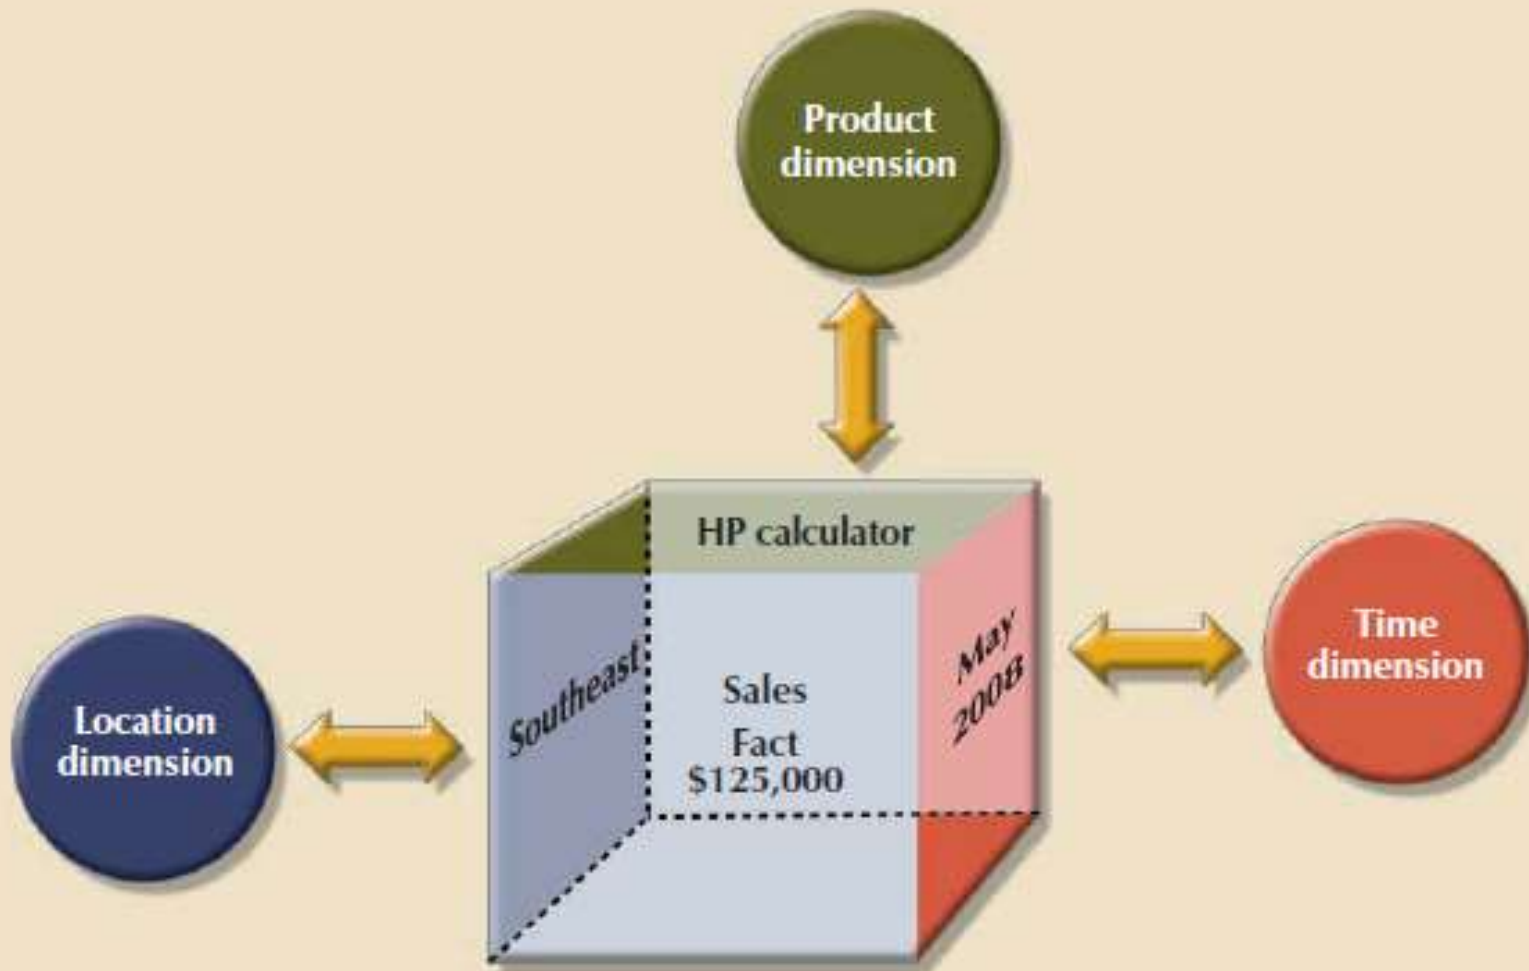 Product
dimension
HP calculator
Southeast
May
2008
Sales
Fact
$125,000
Time
dimension
Location
dimension